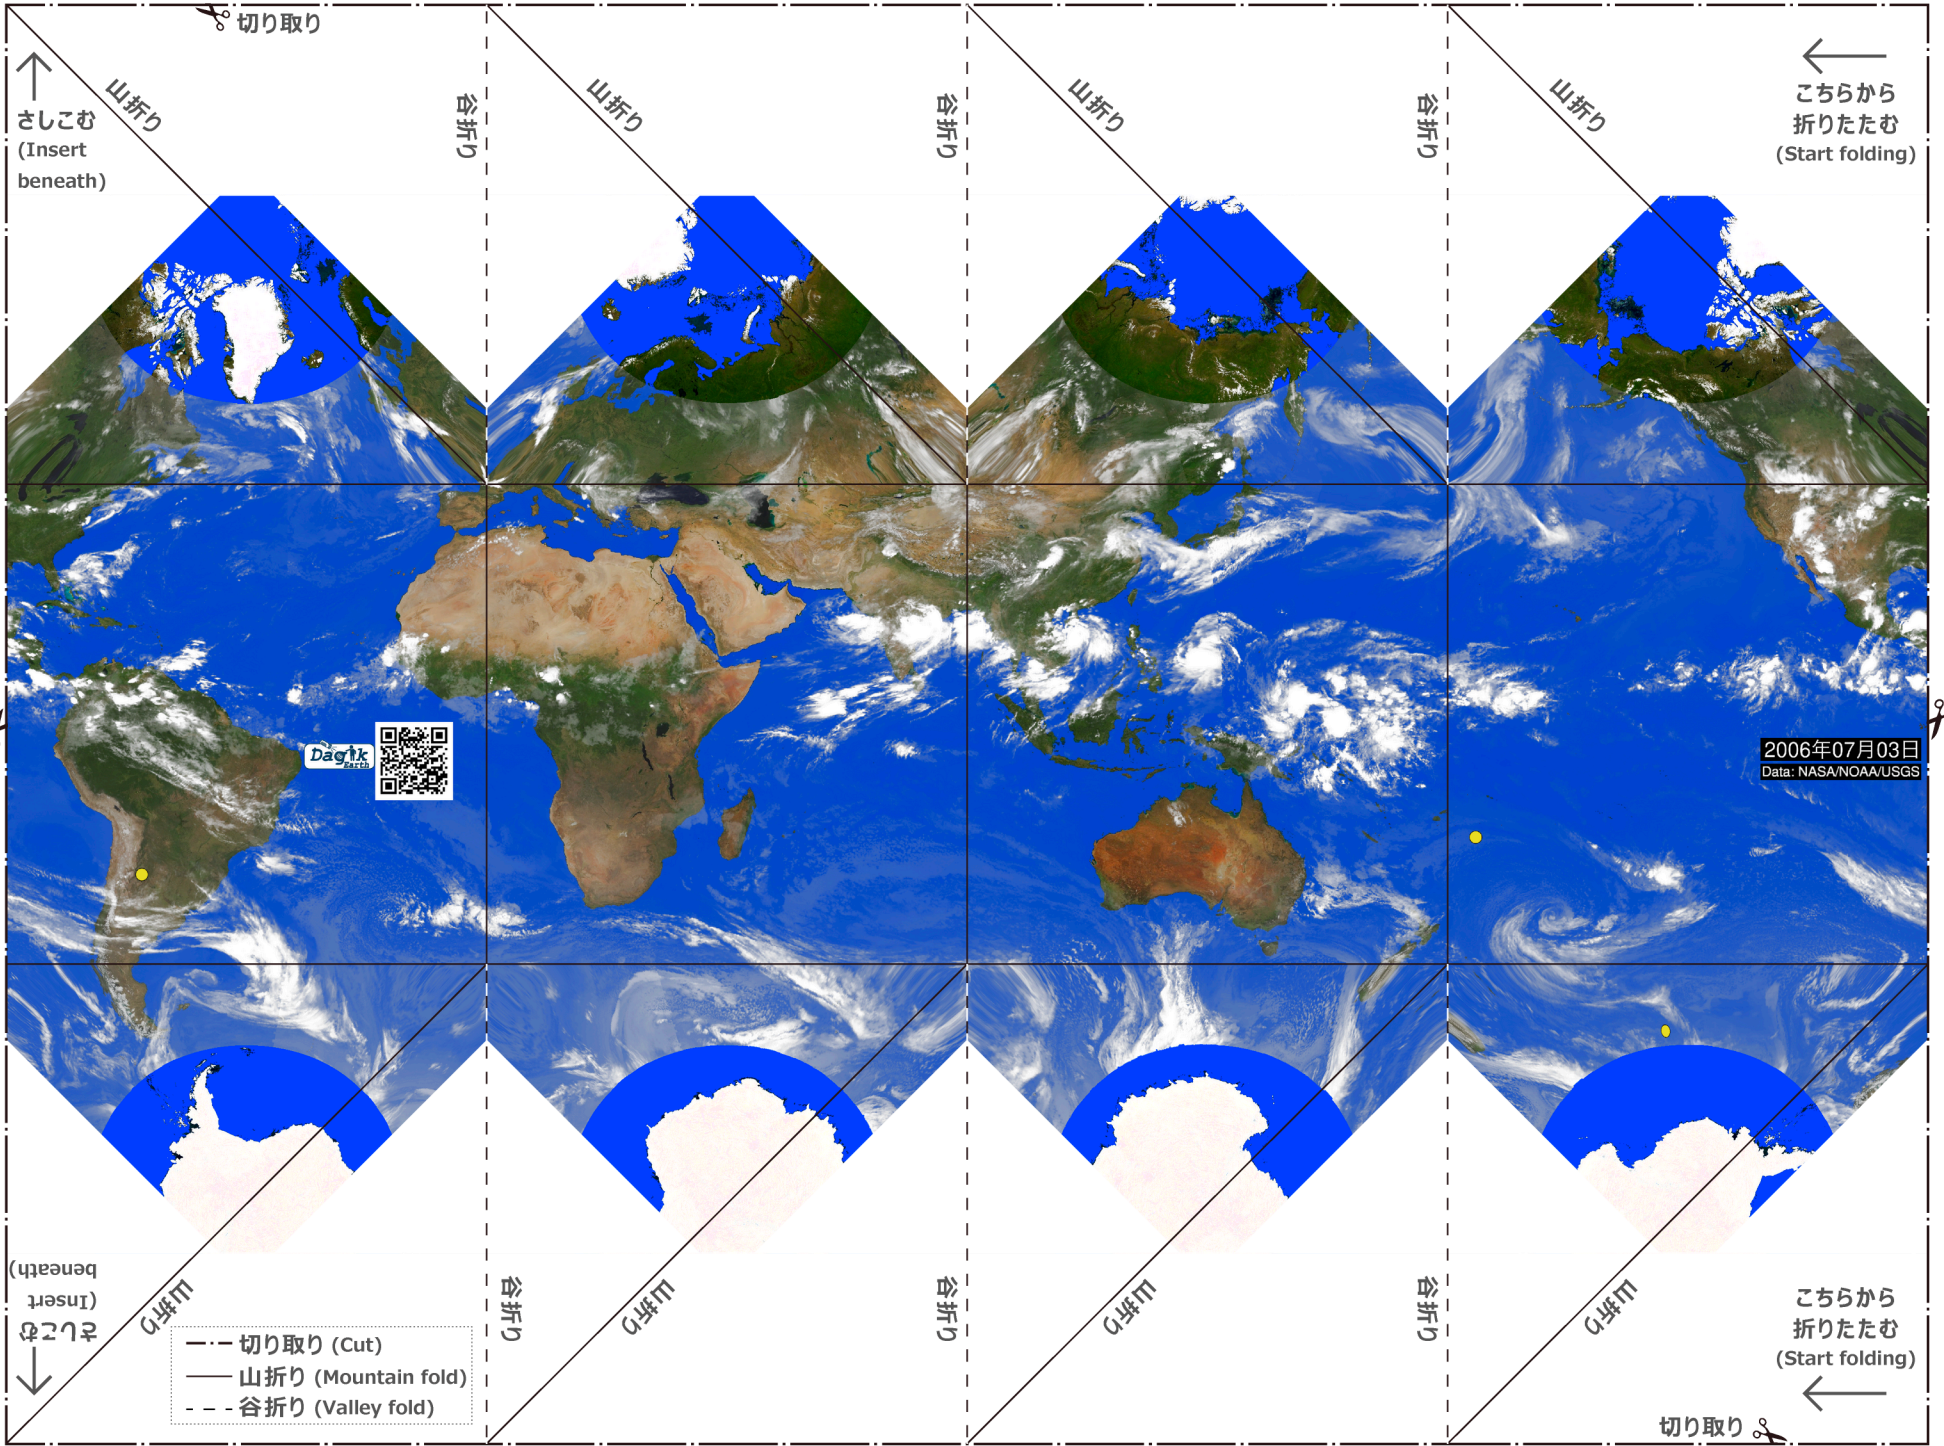 切り取り
山折り
谷折り
山折り
谷折り
山折り
谷折り
山折り
さしこむ
(Insert
beneath)
こちらから
折りたたむ
(Start folding)
Dagik
Earth
2006年07月03日
Data: NASA/NOAA/USGS
さしこむ
(Insert
beneath)
山折り
谷折り
山折り
谷折り
山折り
谷折り
山折り
こちらから
折りたたむ
(Start folding)
切り取り (Cut)
山折り (Mountain fold)
谷折り (Valley fold)
切り取り